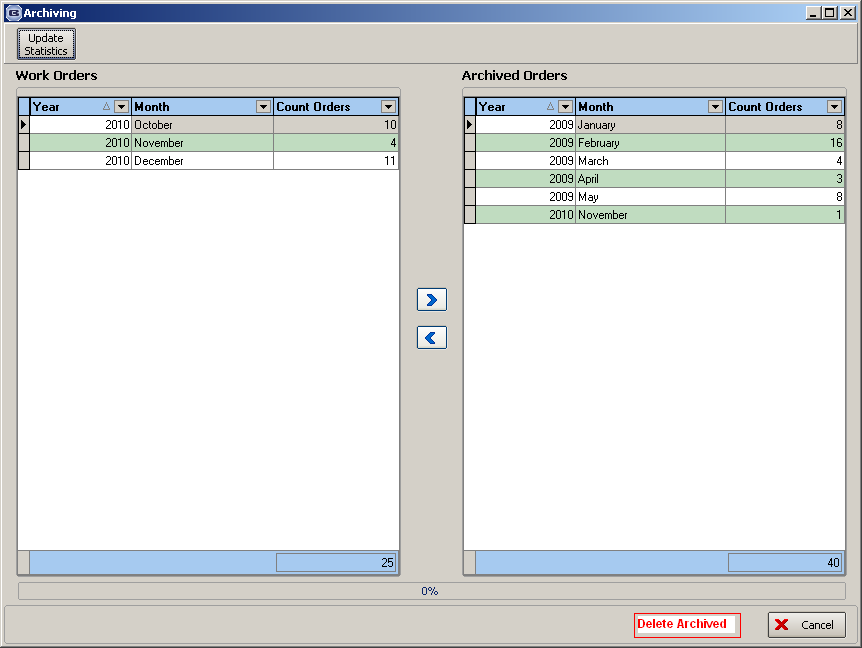 Archiving
Update
Statistics
Work Orders
Archived Orders
Year Month Count Orders
2010 October 10
2010 November 4
2010 December 11
25
Year Month Count Orders
2009 January 8
2009 February 16
2009 March 4
2009 April 3
2009 May 8
2010 November 1
40
0%
Delete Archived
Cancel